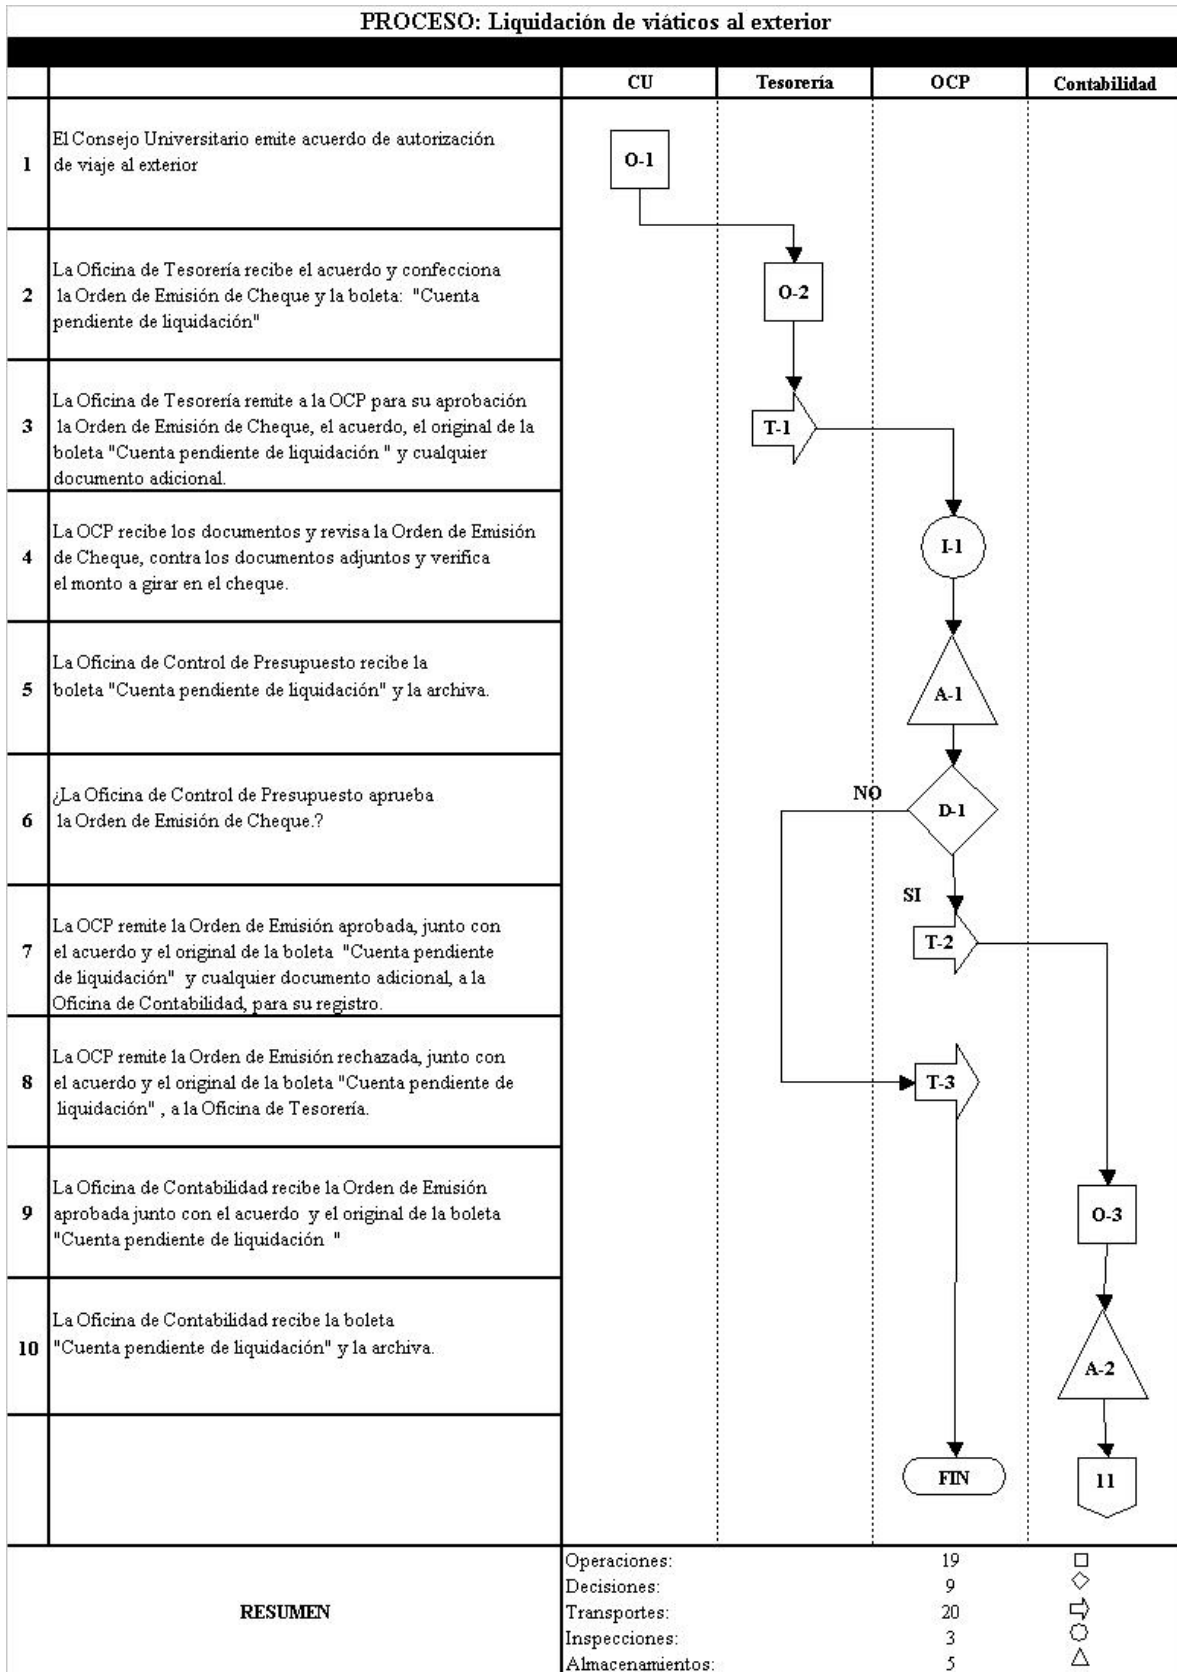 PROCESO: Liquidación de viáticos al exterior
CU Tesorería OCP Contabilidad
1
El Consejo Universitario emite acuerdo de autorización
de viaje al exterior
O-1
2
La Oficina de Tesorería recibe el acuerdo y confecciona
la Orden de Emisión de Cheque y la boleta: "Cuenta
pendiente de liquidación"
O-2
3
La Oficina de Tesorería remite a la OCP para su aprobación
la Orden de Emisión de Cheque, el acuerdo, el original de la
boleta "Cuenta pendiente de liquidación " y cualquier
documento adicional.
T-1
4
La OCP recibe los documentos y revisa la Orden de Emisión
de Cheque, contra los documentos adjuntos y verifica
el monto a girar en el cheque.
I-1
5
La Oficina de Control de Presupuesto recibe la
boleta "Cuenta pendiente de liquidación" y la archiva.
A-1
6
¿La Oficina de Control de Presupuesto aprueba
la Orden de Emisión de Cheque.?
NO
D-1
SI
7
La OCP remite la Orden de Emisión aprobada, junto con
el acuerdo y el original de la boleta "Cuenta pendiente
de liquidación" y cualquier documento adicional, a la
Oficina de Contabilidad, para su registro.
T-2
8
La OCP remite la Orden de Emisión rechazada, junto con
el acuerdo y el original de la boleta "Cuenta pendiente de
liquidación" , a la Oficina de Tesorería.
T-3
9
La Oficina de Contabilidad recibe la Orden de Emisión
aprobada junto con el acuerdo y el original de la boleta
"Cuenta pendiente de liquidación "
O-3
10
La Oficina de Contabilidad recibe la boleta
"Cuenta pendiente de liquidación" y la archiva.
A-2
FIN
11
RESUMEN
Operaciones: 19
Decisiones: 9
Transportes: 20
Inspecciones: 3
Almacenamientos: 5